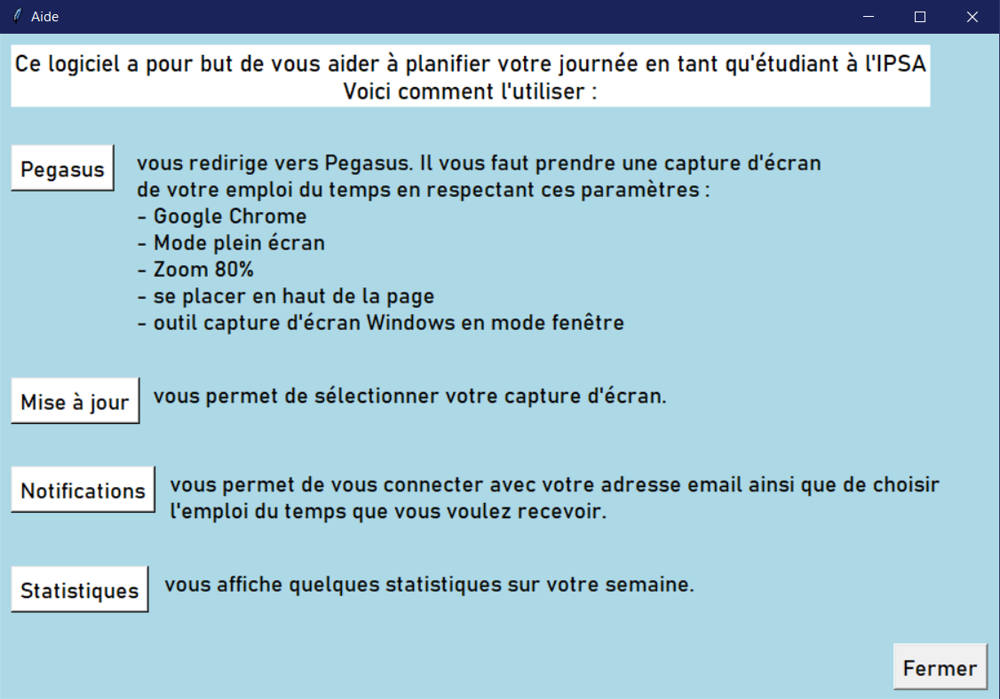 Aide
Ce logiciel a pour but de vous aider à planifier votre journée en tant qu'étudiant à l'IPSA
Voici comment l'utiliser :
Pegasus
vous redirige vers Pegasus. Il vous faut prendre une capture d'écran
de votre emploi du temps en respectant ces paramètres :
- Google Chrome
- Mode plein écran
- Zoom 80%
- se placer en haut de la page
- outil capture d'écran Windows en mode fenêtre
Mise à jour
vous permet de sélectionner votre capture d'écran.
Notifications
vous permet de vous connecter avec votre adresse email ainsi que de choisir
l'emploi du temps que vous voulez recevoir.
Statistiques
vous affiche quelques statistiques sur votre semaine.
Fermer